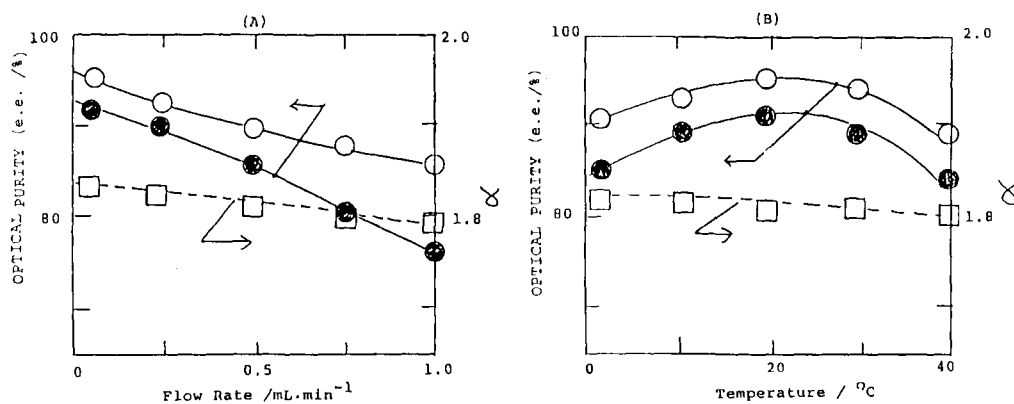 (A)
100
80
OPTICAL PURITY (e.e. /%)
2.0
1.8
α
0
0.5
1.0
Flow Rate /mL·min⁻¹
(B)
100
80
OPTICAL PURITY (e.e./%)
2.0
1.8
α
0
20
40
Temperature / °C